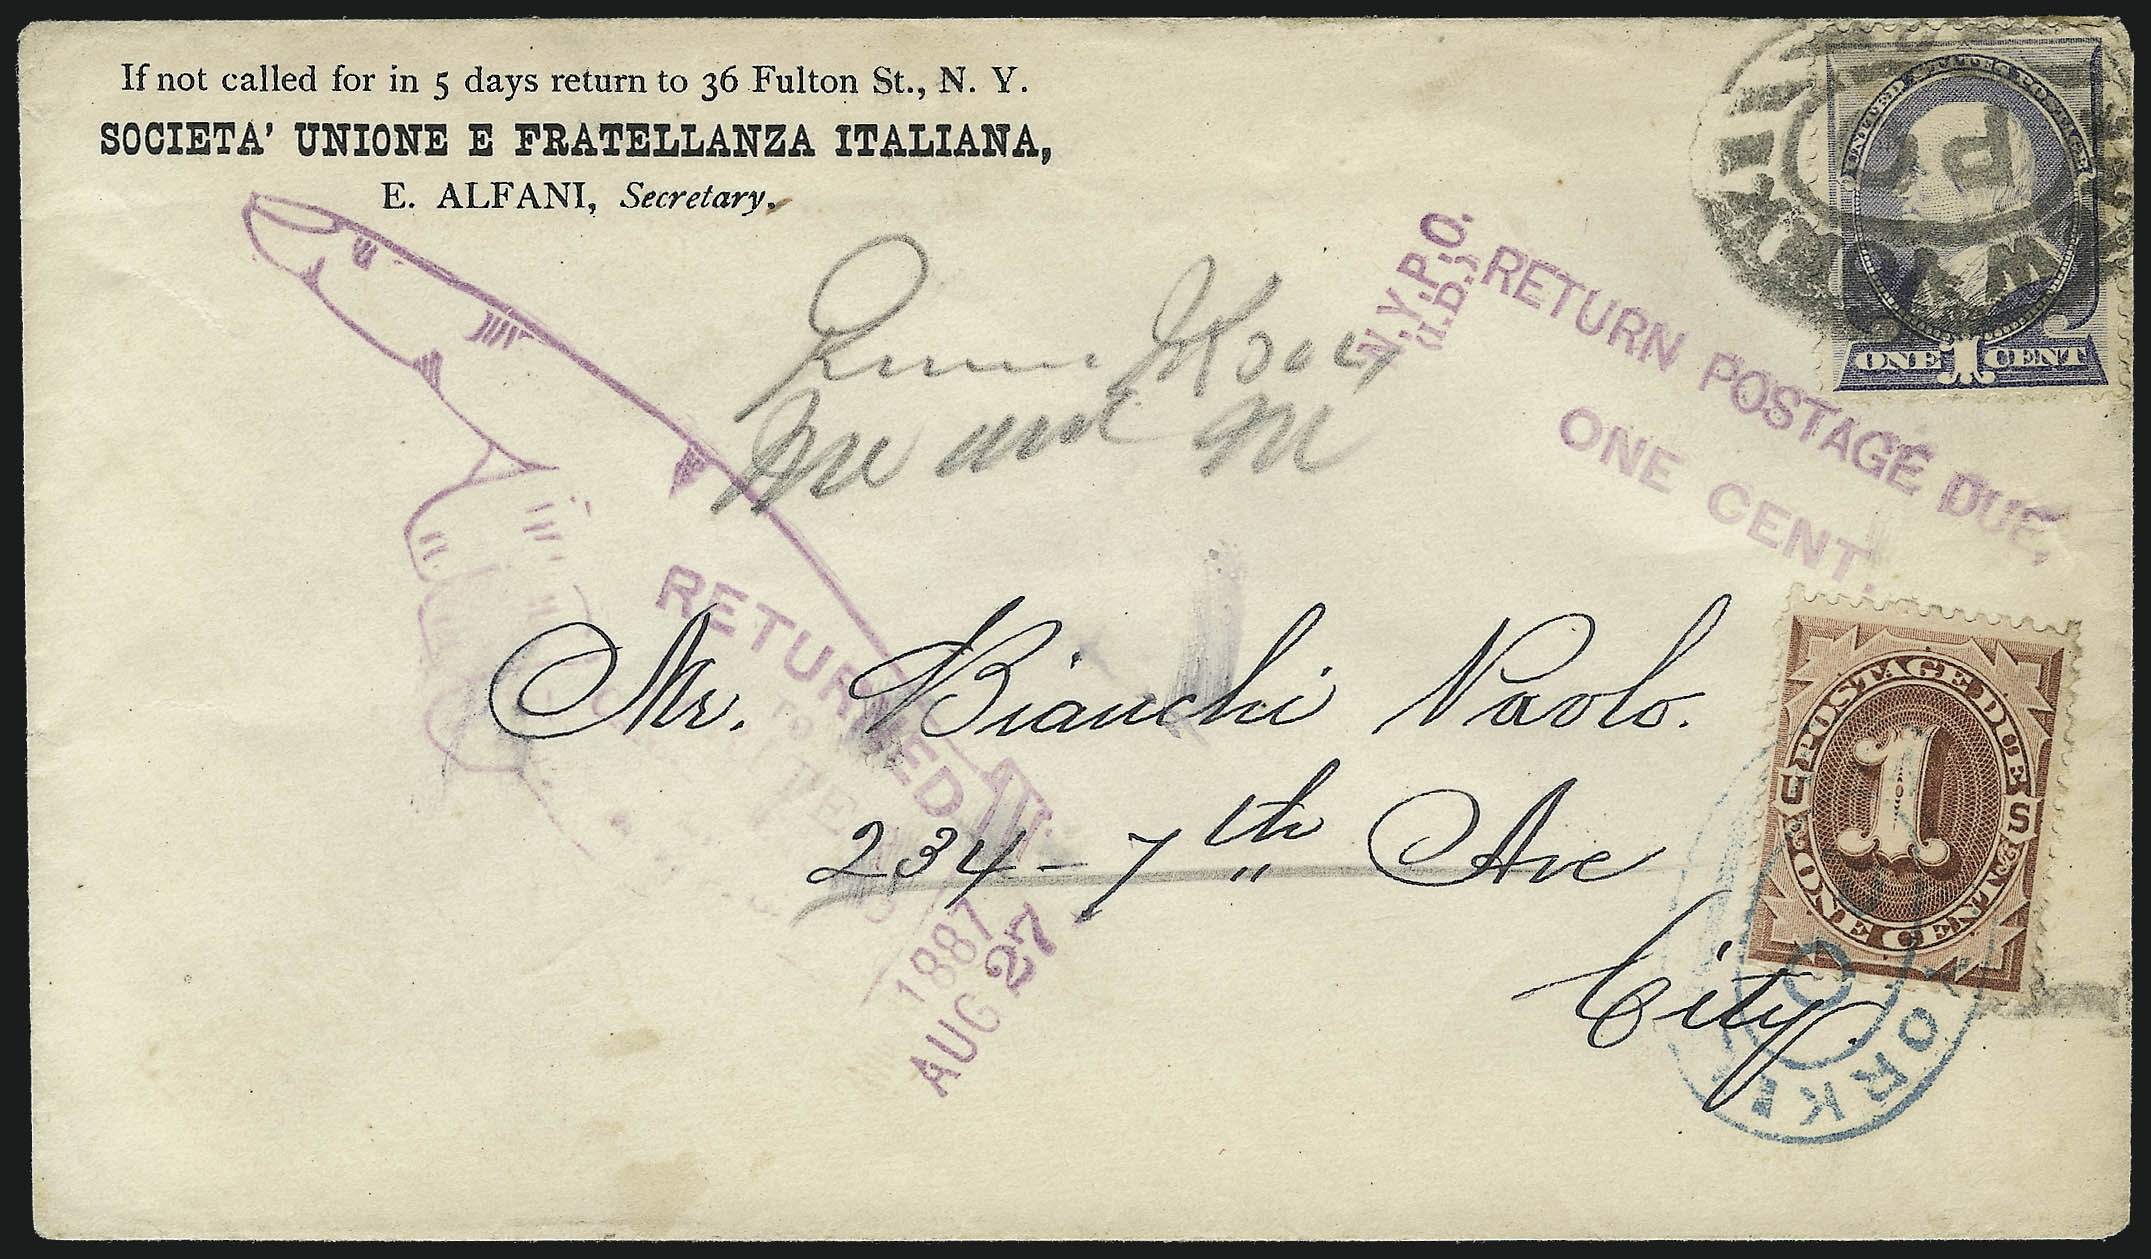 If not called for in 5 days return to 36 Fulton St., N. Y.
SOCIETA' UNIONE E FRATELLANZA ITALIANA,
E. ALFANI, Secretary.
UNITED STATES POSTAGE
ONE 1 CENT
N.Y.P.O.
RETURN POSTAGE DUE,
ONE CENT.
RETURNED
Mr. Bianchi Paolo.
234 - 7th Ave
City.
1887
AUG 27
POSTAGE DUE
1
ONE CENT
U S
YORK